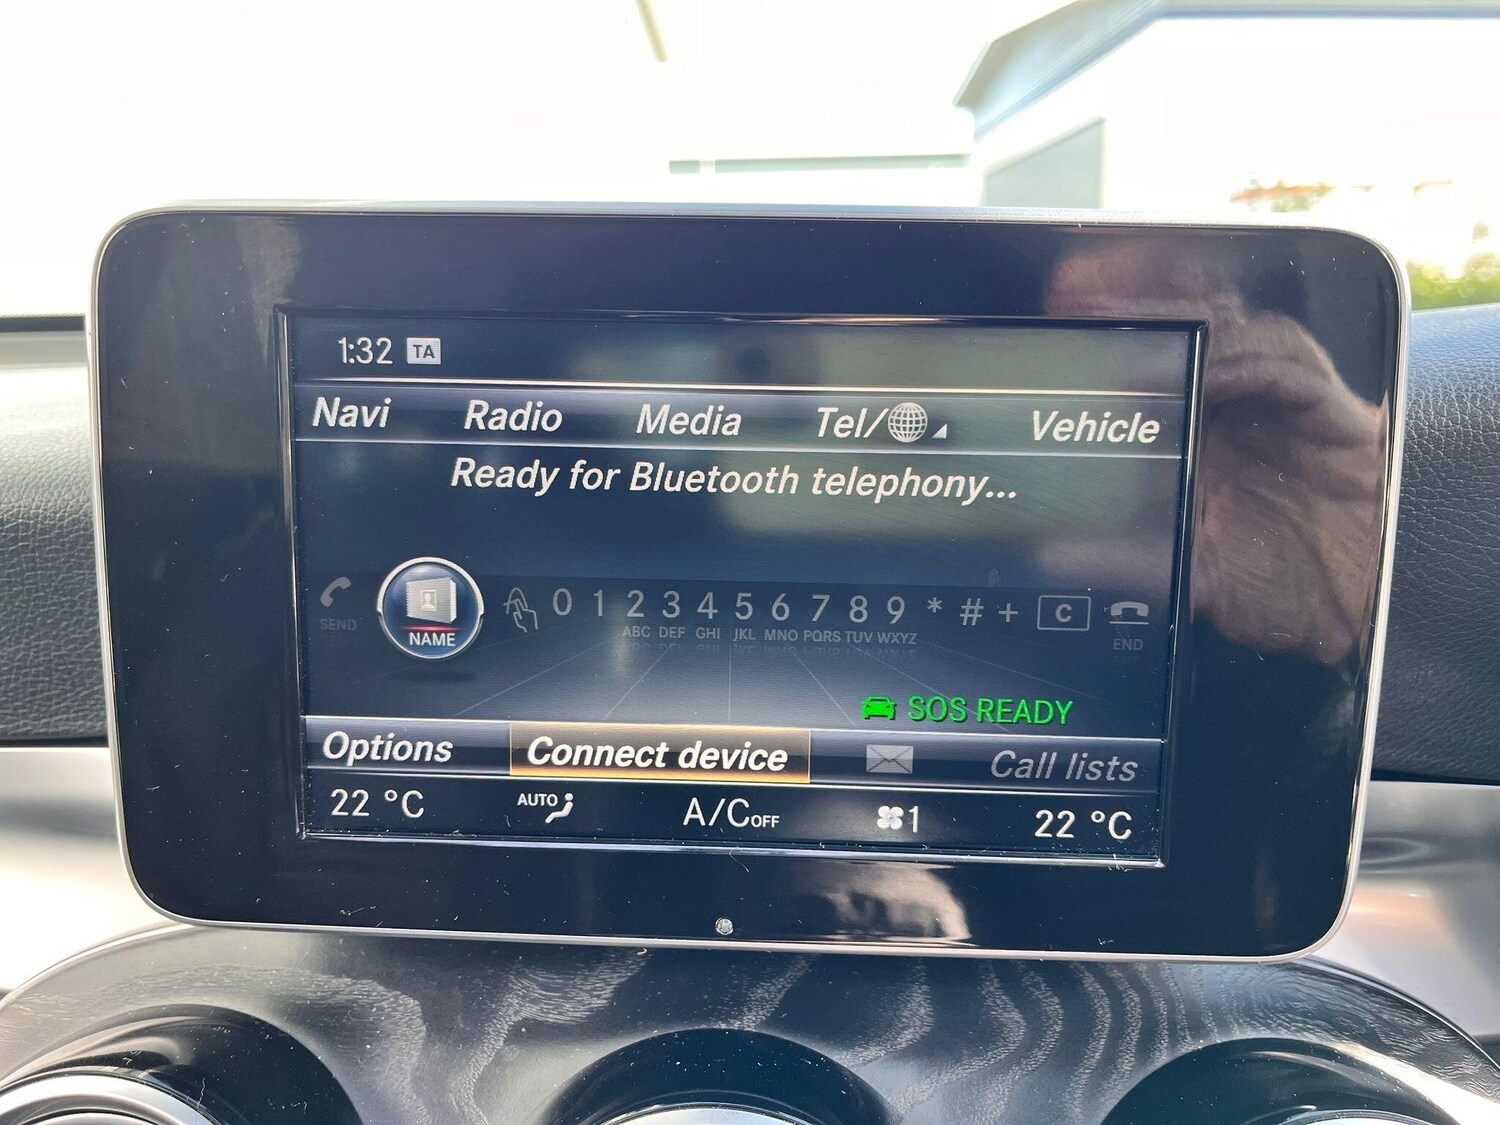 1:32 TA
Navi Radio Media Tel/ Vehicle
Ready for Bluetooth telephony...
0 1 2 3 4 5 6 7 8 9 * # + C
SEND NAME ABC DEF GHI JKL MNO PQRS TUV WXYZ END
SOS READY
Options Connect device Call lists
22 °C AUTO A/C OFF 1 22 °C